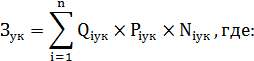 З_ук = ∑_{i=1}^{n} Q_iук × P_iук × N_iук , где: